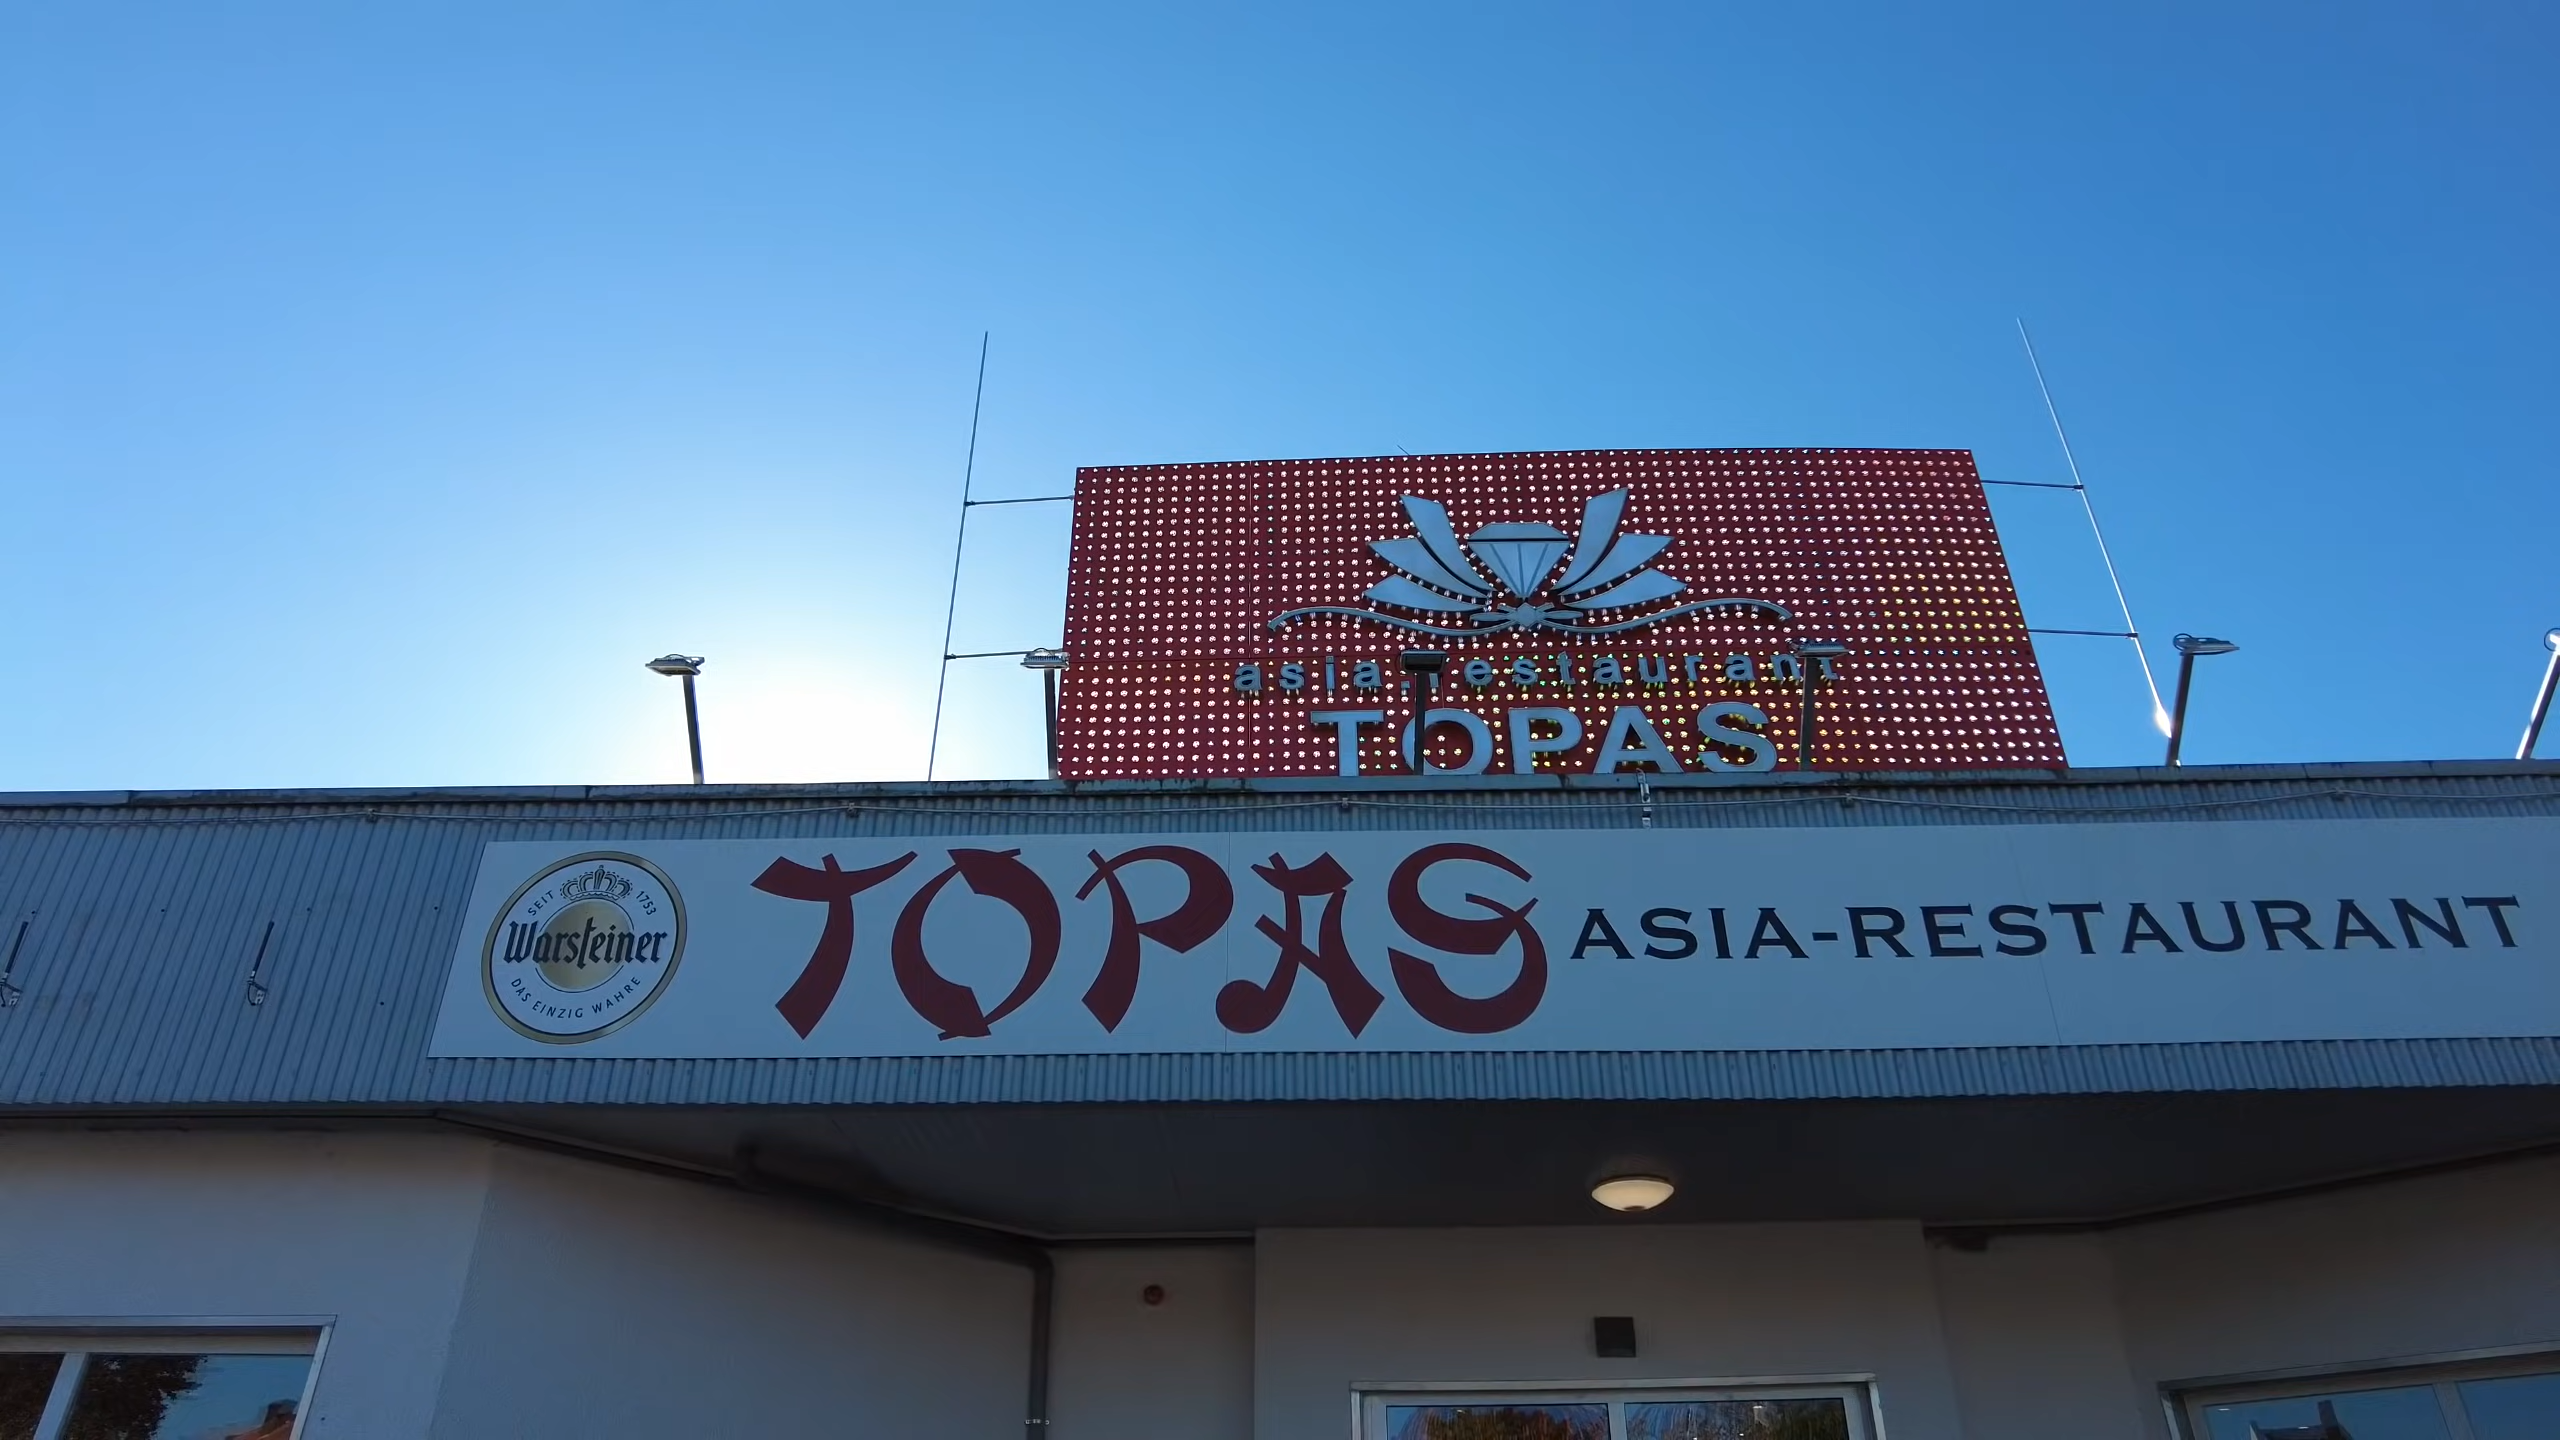 asia.restaurant
TOPAS
SEIT 1753
Warsteiner
DAS EINZIG WAHRE
TOPAS ASIA-RESTAURANT